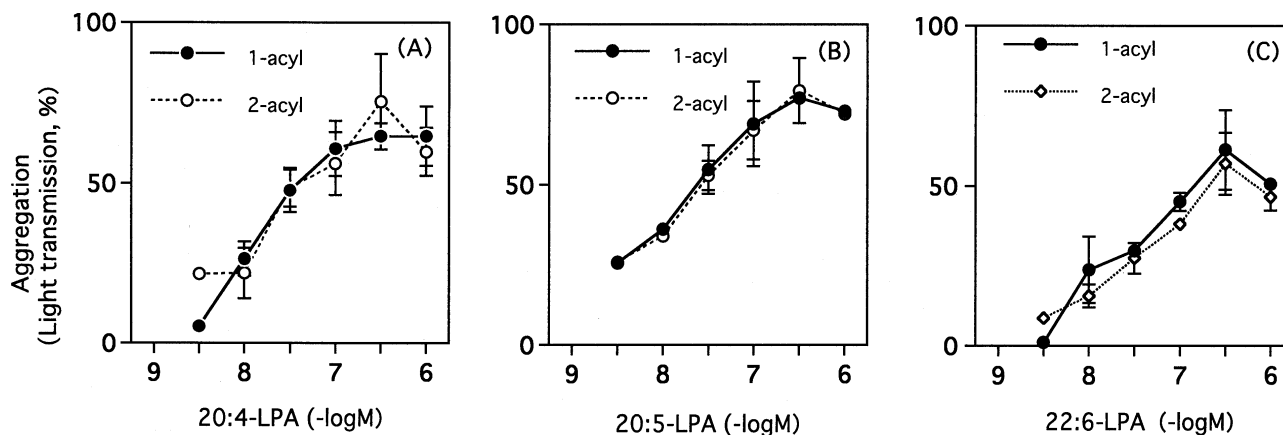 Aggregation
(Light transmission, %)
100
50
0
1-acyl
2-acyl
(A)
9 8 7 6
20:4-LPA (-logM)
100
50
0
1-acyl
2-acyl
(B)
9 8 7 6
20:5-LPA (-logM)
100
50
0
1-acyl
2-acyl
(C)
9 8 7 6
22:6-LPA (-logM)